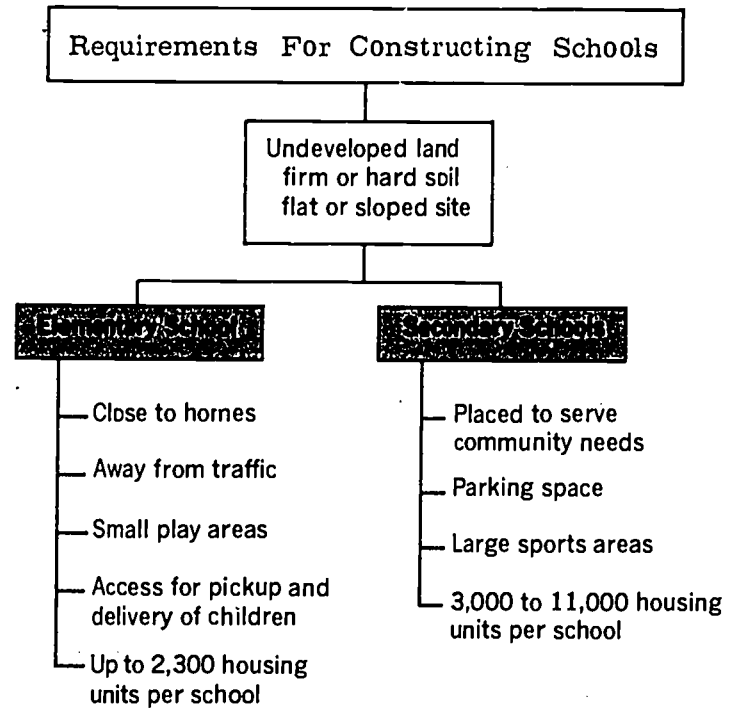 Requirements For Constructing Schools
Undeveloped land
firm or hard soil
flat or sloped site
Elementary School
Close to homes
Away from traffic
Small play areas
Access for pickup and
delivery of children
Up to 2,300 housing
units per school
Secondary Schools
Placed to serve
community needs
Parking space
Large sports areas
3,000 to 11,000 housing
units per school